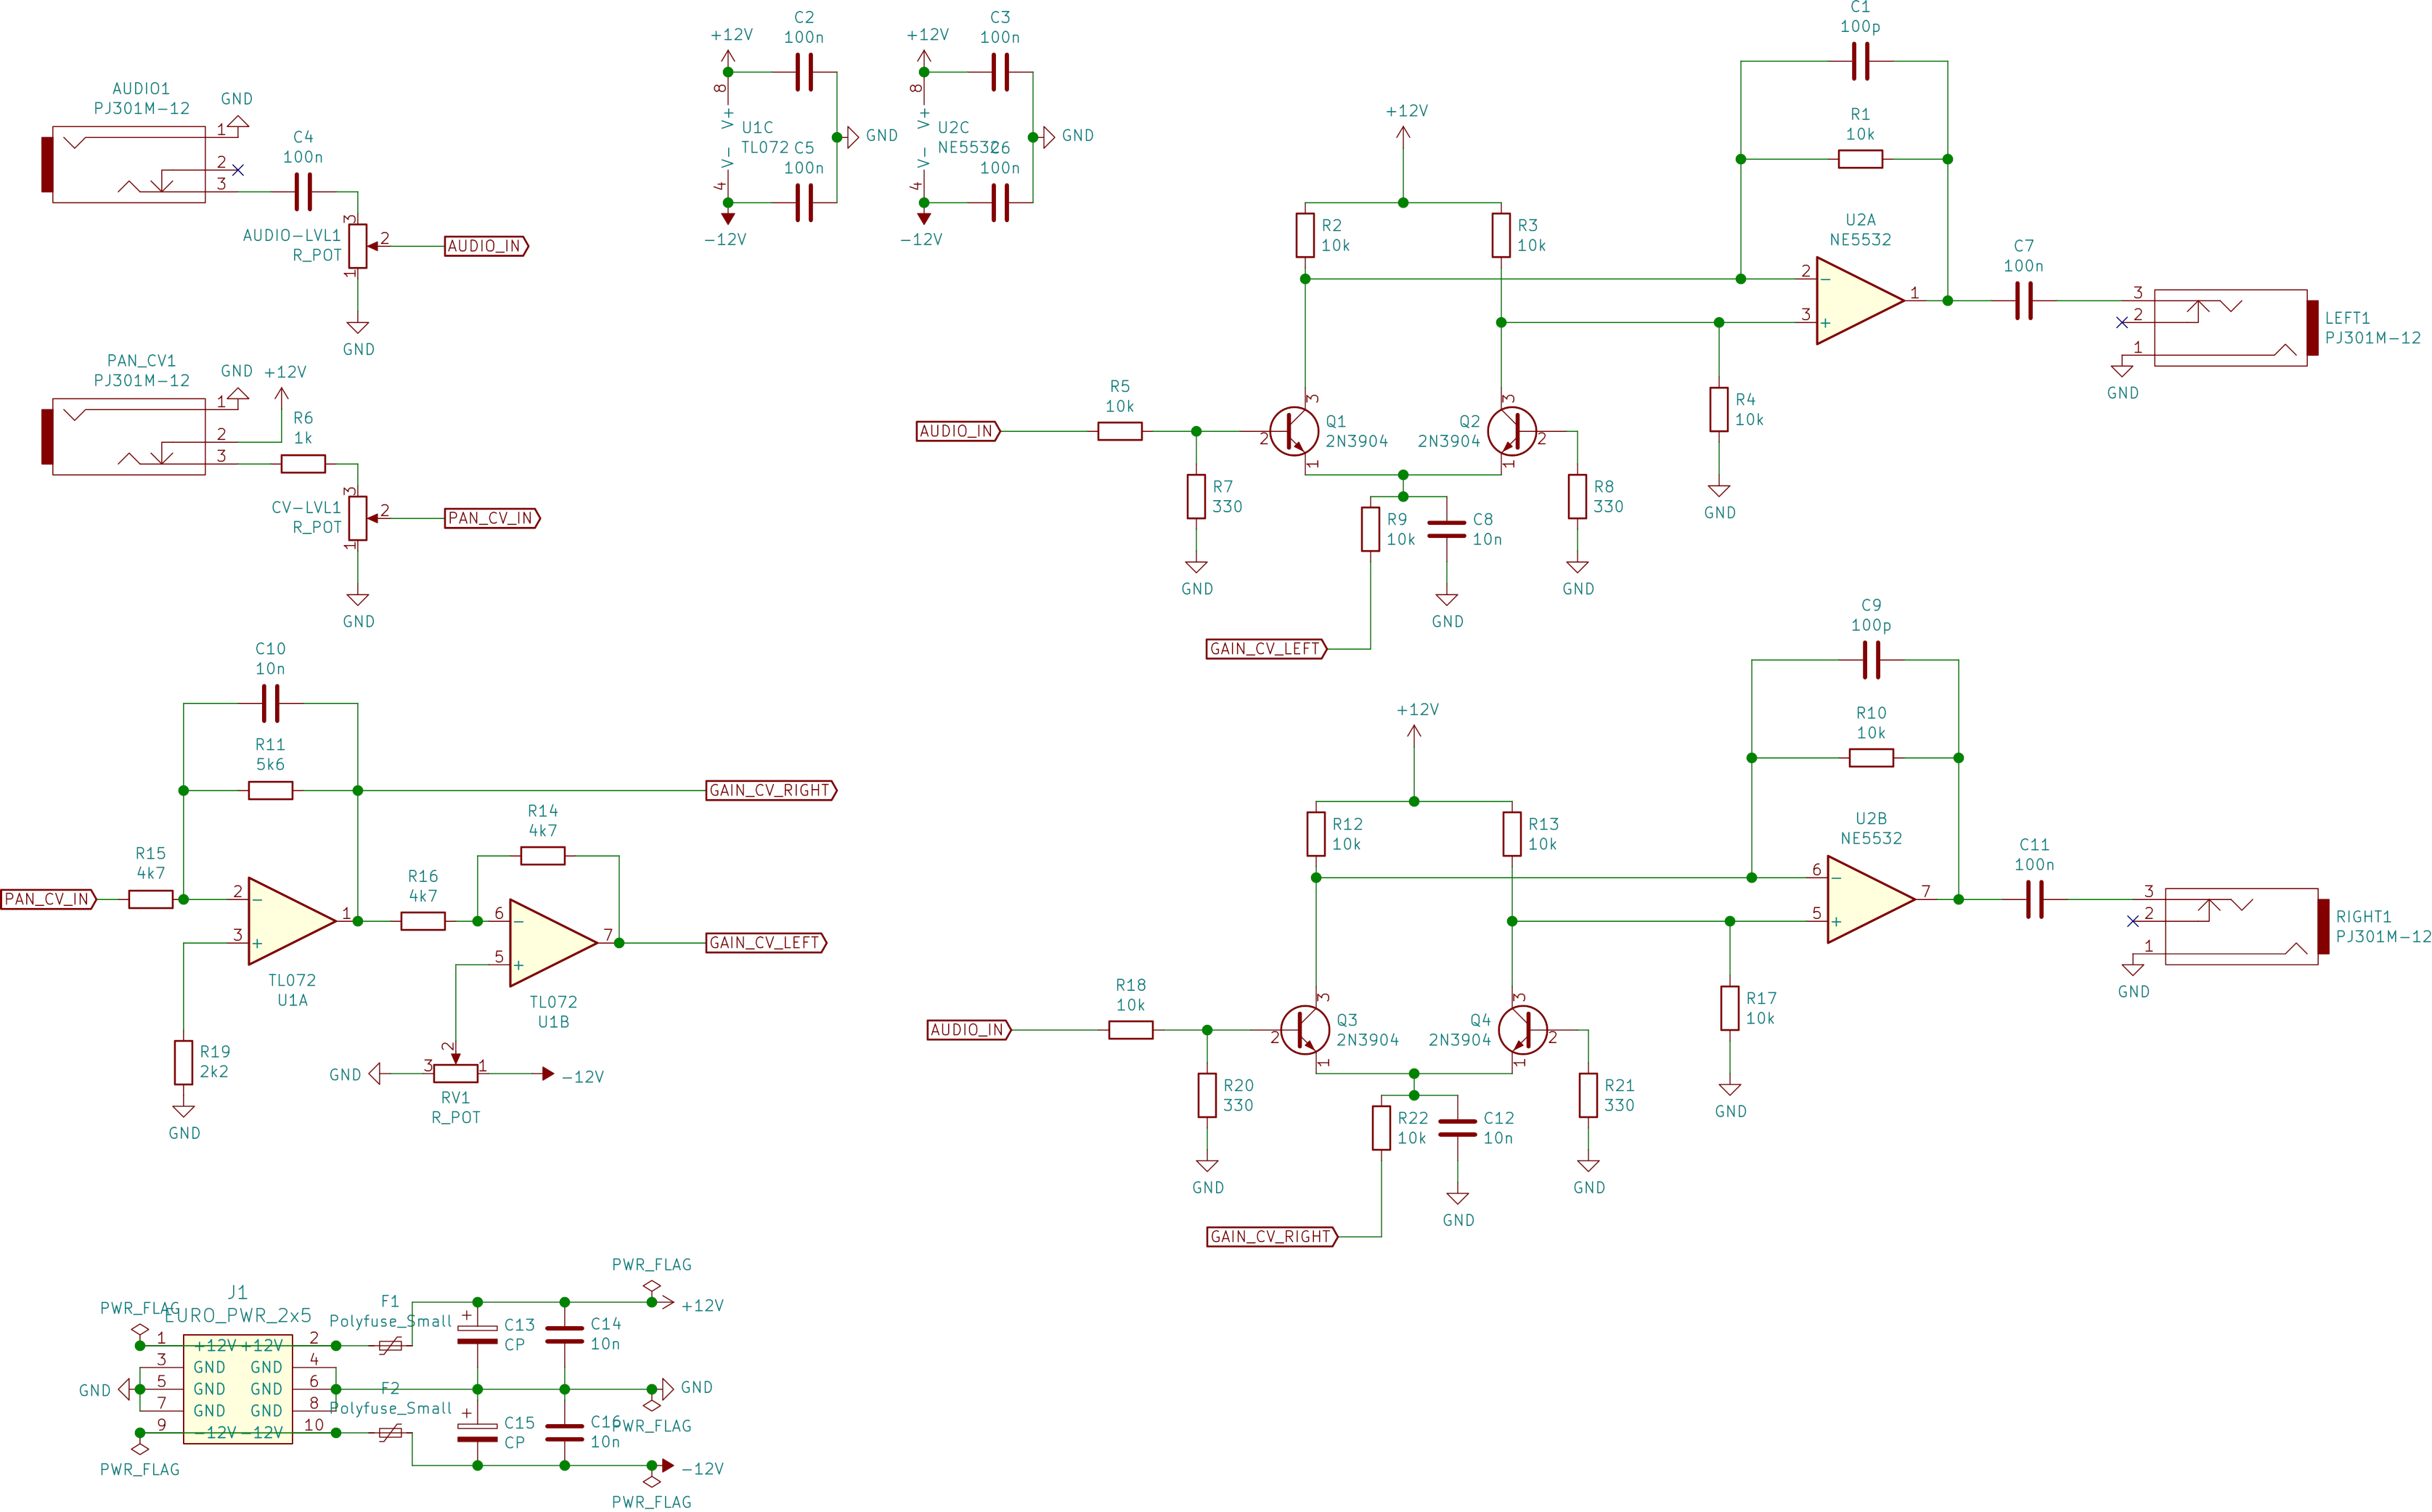 AUDIO1
PJ301M-12
GND
1
2
3
C4
100n
AUDIO-LVL1
R_POT
3
2
1
AUDIO_IN
GND
PAN_CV1
PJ301M-12
GND
+12V
1
2
3
R6
1k
CV-LVL1
R_POT
3
2
1
PAN_CV_IN
GND
+12V
C2
100n
8
V+
V-
4
U1C
TL072
C5
100n
GND
-12V
+12V
C3
100n
8
V+
V-
4
U2C
NE5532
C6
100n
GND
-12V
C1
100p
R1
10k
+12V
R2
10k
R3
10k
U2A
NE5532
2
3
1
-
+
C7
100n
3
2
1
LEFT1
PJ301M-12
GND
AUDIO_IN
R5
10k
2
3
1
Q1
2N3904
Q2
2N3904
3
2
1
R4
10k
GND
R7
330
GND
R9
10k
C8
10n
GND
R8
330
GND
GAIN_CV_LEFT
C10
10n
R11
5k6
GAIN_CV_RIGHT
R14
4k7
R15
4k7
PAN_CV_IN
2
3
1
-
+
TL072
U1A
R16
4k7
6
5
7
-
+
TL072
U1B
GAIN_CV_LEFT
R19
2k2
GND
GND
3
2
1
-12V
RV1
R_POT
C9
100p
R10
10k
+12V
R12
10k
R13
10k
U2B
NE5532
6
5
7
-
+
C11
100n
3
2
1
RIGHT1
PJ301M-12
GND
AUDIO_IN
R18
10k
2
3
1
Q3
2N3904
Q4
2N3904
3
2
1
R17
10k
GND
R20
330
GND
R22
10k
C12
10n
GND
R21
330
GND
GAIN_CV_RIGHT
J1
EURO_PWR_2x5
PWR_FLAG
1
+12V
+12V
2
3
GND
GND
4
5
GND
GND
6
7
GND
GND
8
9
-12V
-12V
10
GND
PWR_FLAG
F1
Polyfuse_Small
F2
Polyfuse_Small
+
C13
CP
C14
10n
+
C15
CP
C16
10n
PWR_FLAG
+12V
GND
PWR_FLAG
-12V
PWR_FLAG